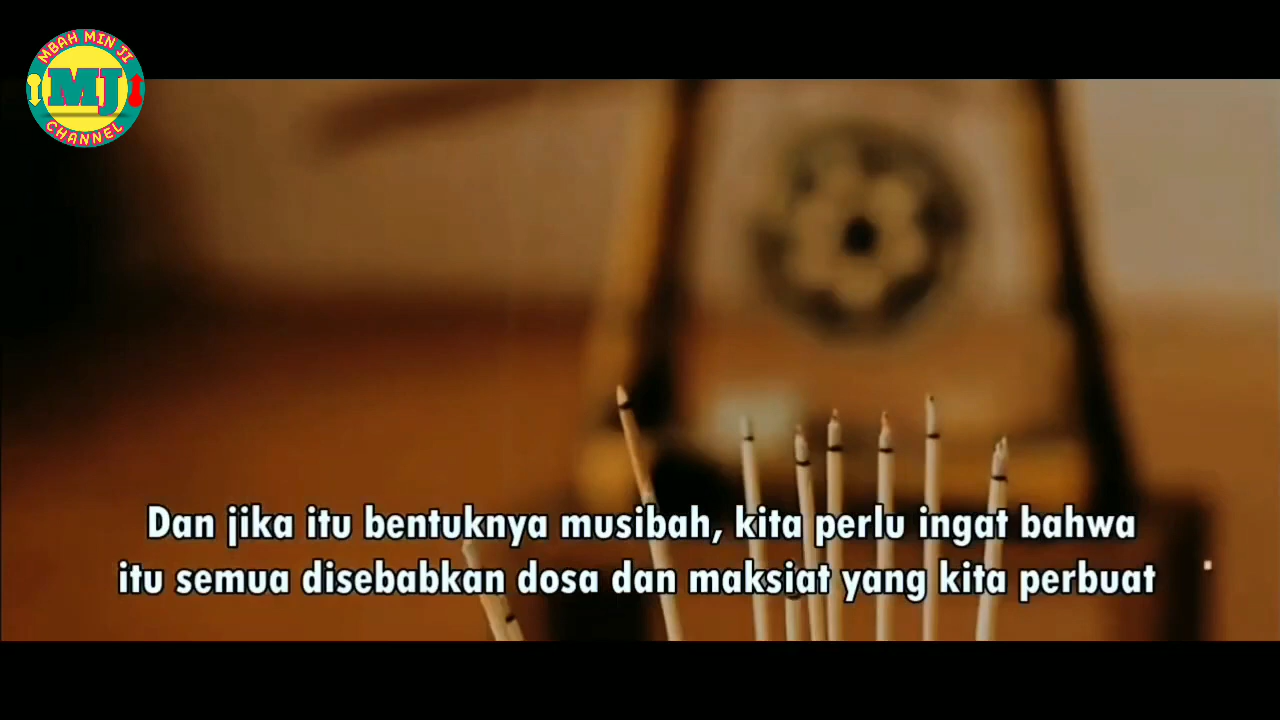 MBAH MIN JI
MJ
CHANNEL
Dan jika itu bentuknya musibah, kita perlu ingat bahwa
itu semua disebabkan dosa dan maksiat yang kita perbuat